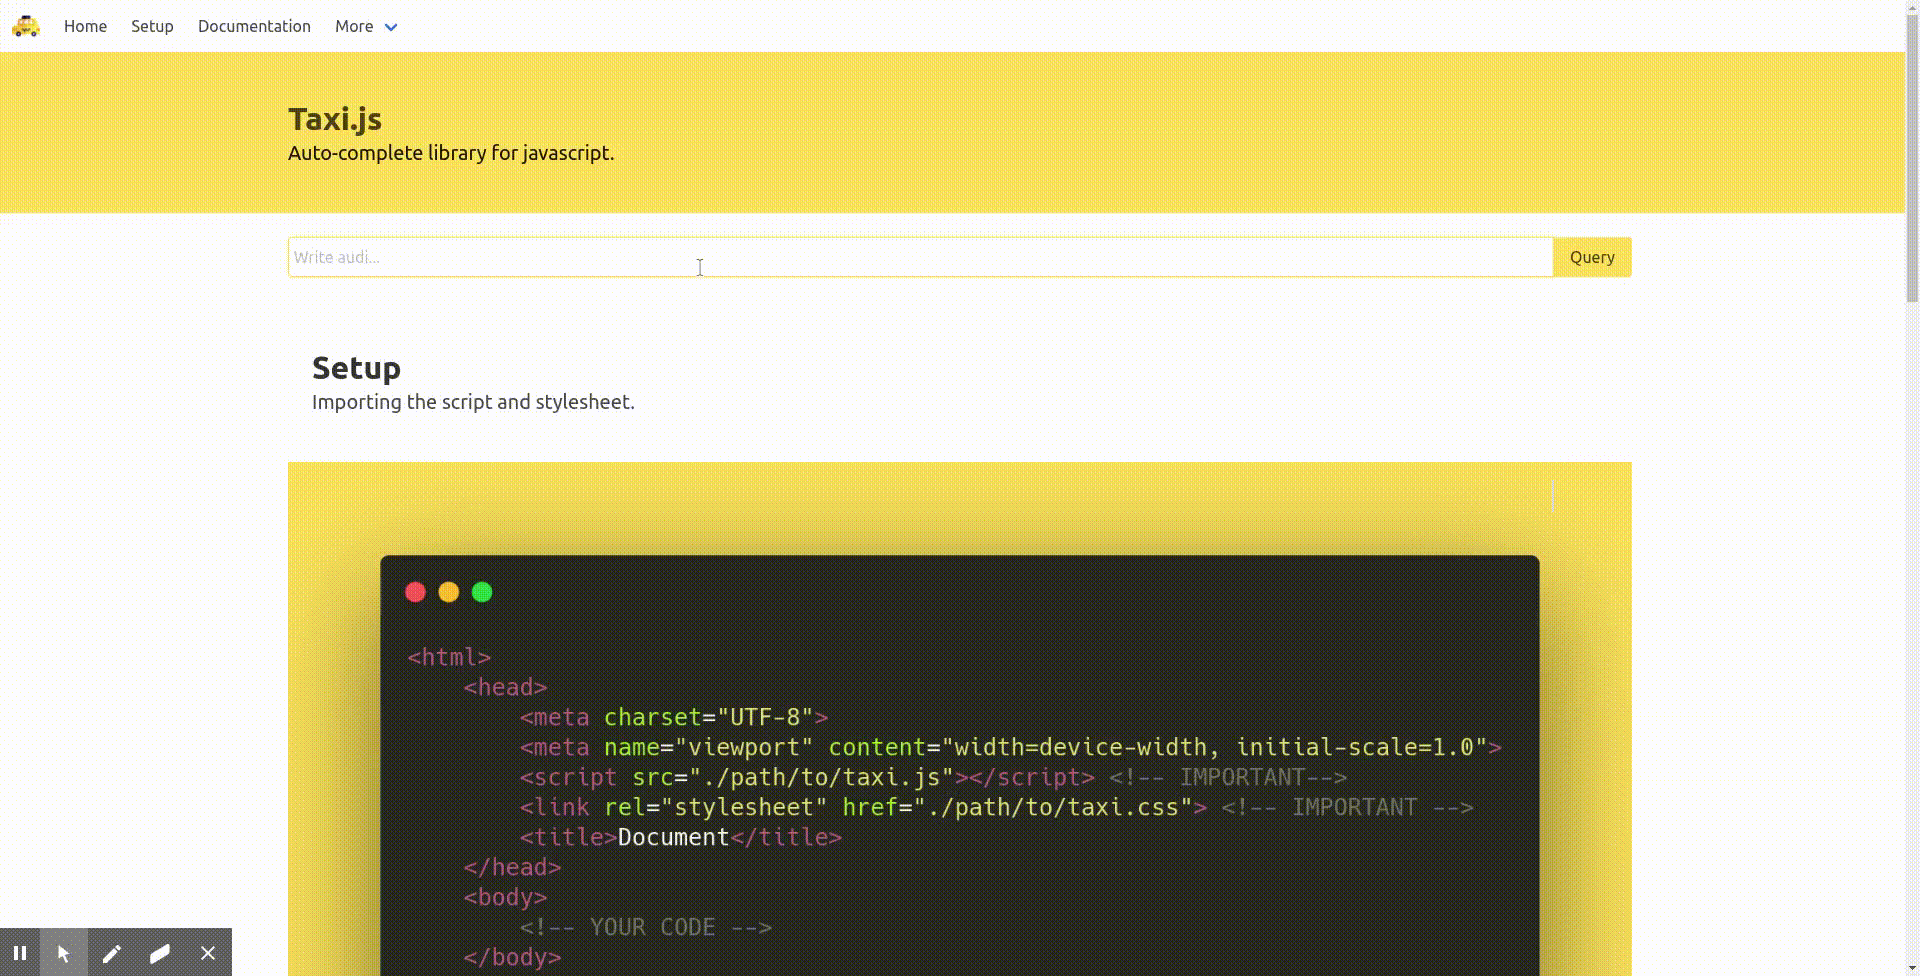 Home Setup Documentation More
Taxi.js
Auto-complete library for javascript.
Write audi...
Query
Setup
Importing the script and stylesheet.
<html>
<head>
<meta charset="UTF-8">
<meta name="viewport" content="width=device-width, initial-scale=1.0">
<script src="./path/to/taxi.js"></script> <!-- IMPORTANT-->
<link rel="stylesheet" href="./path/to/taxi.css"> <!-- IMPORTANT -->
<title>Document</title>
</head>
<body>
<!-- YOUR CODE -->
</body>